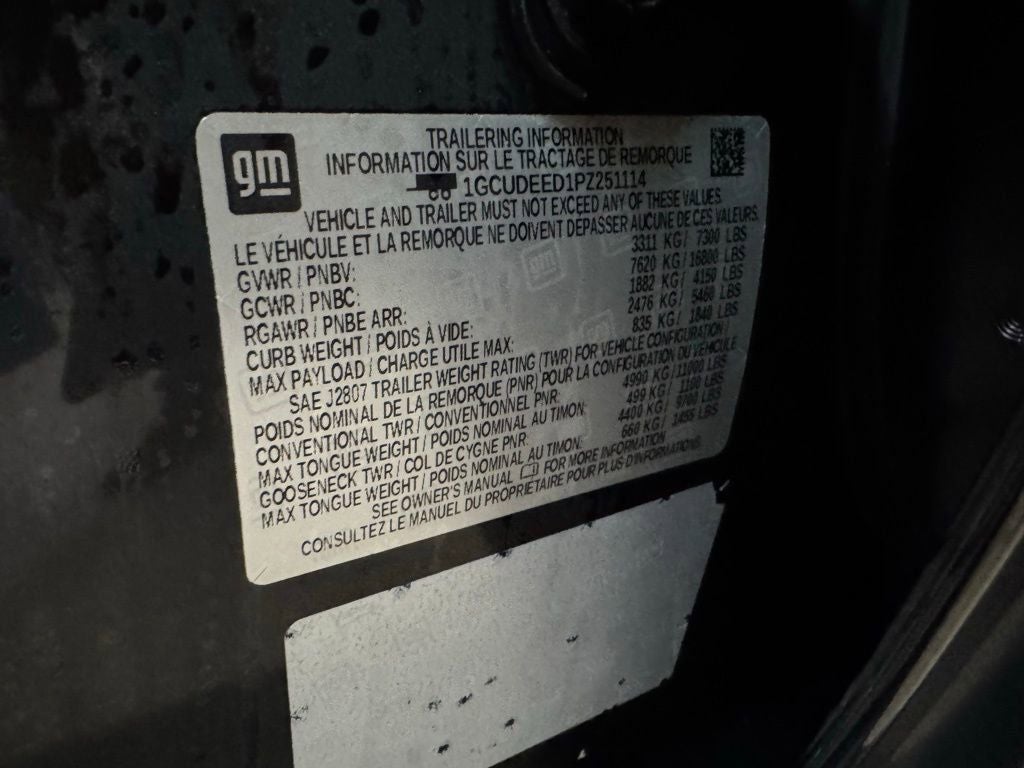 gm
TRAILERING INFORMATION
INFORMATION SUR LE TRACTAGE DE REMORQUE
1GCUDEED1PZ251114
VEHICLE AND TRAILER MUST NOT EXCEED ANY OF THESE VALUES.
LE VÉHICULE ET LA REMORQUE NE DOIVENT DÉPASSER AUCUNE DE CES VALEURS.
GVWR / PNBV: 3311 KG / 7300 LBS
GCWR / PNBC: 7620 KG / 16800 LBS
RGAWR / PNBE ARR: 1882 KG / 4150 LBS
CURB WEIGHT / POIDS À VIDE: 2476 KG / 5460 LBS
MAX PAYLOAD / CHARGE UTILE MAX: 835 KG / 1840 LBS
SAE J2807 TRAILER WEIGHT RATING (TWR) FOR VEHICLE CONFIGURATION /
POIDS NOMINAL DE LA REMORQUE (PNR) POUR LA CONFIGURATION DU VÉHICULE
CONVENTIONAL TWR / CONVENTIONNEL PNR: 4990 KG / 11000 LBS
MAX TONGUE WEIGHT / POIDS NOMINAL AU TIMON: 499 KG / 1100 LBS
GOOSENECK TWR / COL DE CYGNE PNR: 4400 KG / 9700 LBS
MAX TONGUE WEIGHT / POIDS NOMINAL AU TIMON: 660 KG / 1455 LBS
SEE OWNER'S MANUAL FOR MORE INFORMATION
CONSULTEZ LE MANUEL DU PROPRIÉTAIRE POUR PLUS D'INFORMATION